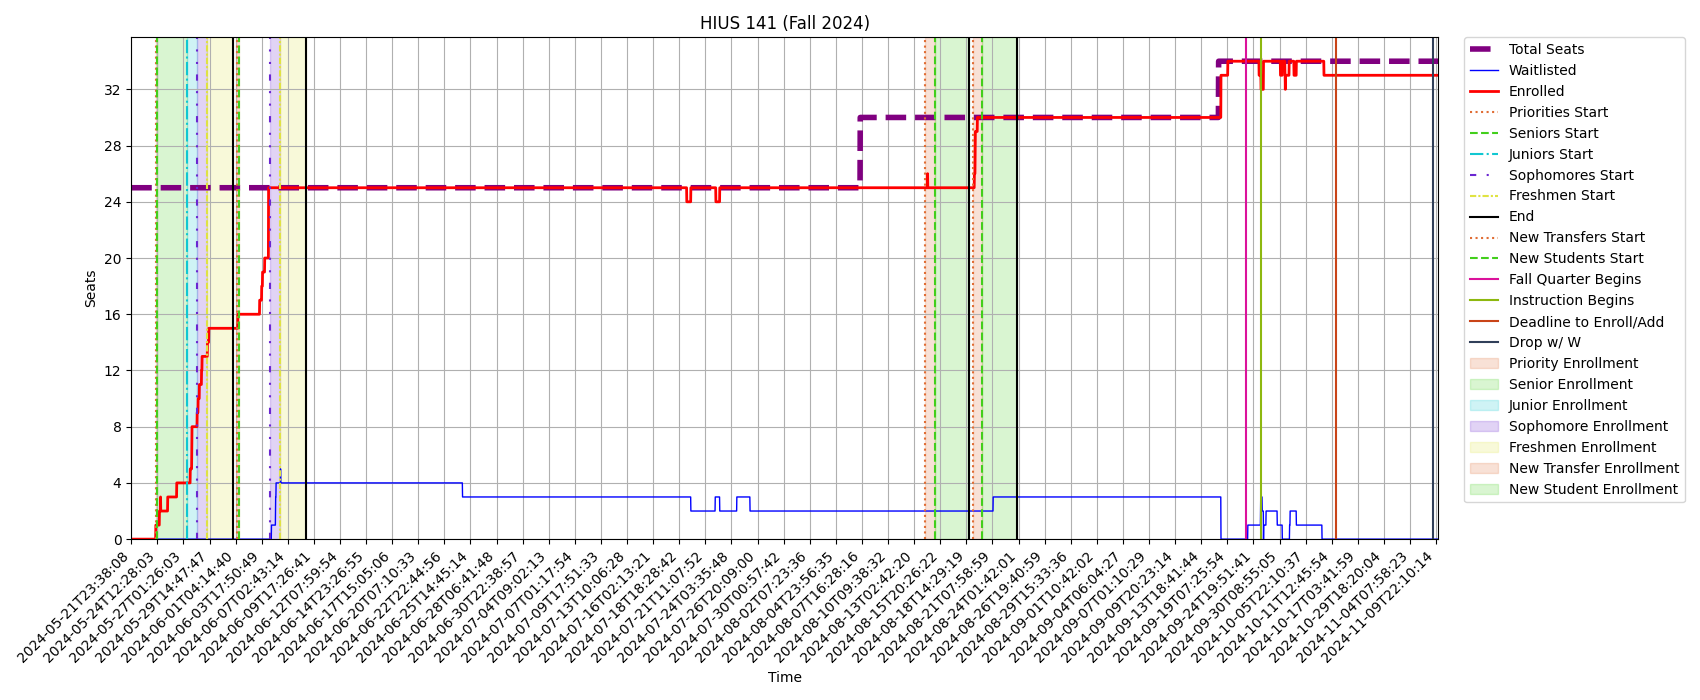 HIUS 141 (Fall 2024)
Seats
32
28
24
20
16
12
8
4
0
2024-05-21T23:38:08
2024-05-24T12:28:03
2024-05-27T01:26:03
2024-05-29T14:47:47
2024-06-01T04:14:40
2024-06-03T17:50:49
2024-06-07T02:43:14
2024-06-09T17:26:41
2024-06-12T07:59:54
2024-06-14T23:26:55
2024-06-17T15:05:06
2024-06-20T07:10:33
2024-06-22T22:44:56
2024-06-25T14:45:14
2024-06-28T06:41:48
2024-06-30T22:38:57
2024-07-04T09:02:13
2024-07-07T01:17:54
2024-07-09T17:51:33
2024-07-13T10:06:28
2024-07-16T02:13:21
2024-07-18T18:28:42
2024-07-21T11:07:52
2024-07-24T03:35:48
2024-07-26T20:09:00
2024-07-30T00:57:42
2024-08-02T07:23:36
2024-08-04T23:56:35
2024-08-07T16:28:16
2024-08-10T09:38:32
2024-08-13T02:42:20
2024-08-15T20:26:22
2024-08-18T14:29:19
2024-08-21T07:58:59
2024-08-24T01:42:01
2024-08-26T19:40:59
2024-08-29T15:33:36
2024-09-01T10:42:02
2024-09-04T06:04:27
2024-09-07T01:10:29
2024-09-09T20:23:14
2024-09-13T18:41:44
2024-09-19T07:25:54
2024-09-24T19:51:41
2024-09-30T08:55:05
2024-10-05T22:10:37
2024-10-11T12:45:54
2024-10-17T03:41:59
2024-10-29T18:20:04
2024-11-04T07:58:23
2024-11-09T22:10:14
Time
Total Seats
Waitlisted
Enrolled
Priorities Start
Seniors Start
Juniors Start
Sophomores Start
Freshmen Start
End
New Transfers Start
New Students Start
Fall Quarter Begins
Instruction Begins
Deadline to Enroll/Add
Drop w/ W
Priority Enrollment
Senior Enrollment
Junior Enrollment
Sophomore Enrollment
Freshmen Enrollment
New Transfer Enrollment
New Student Enrollment